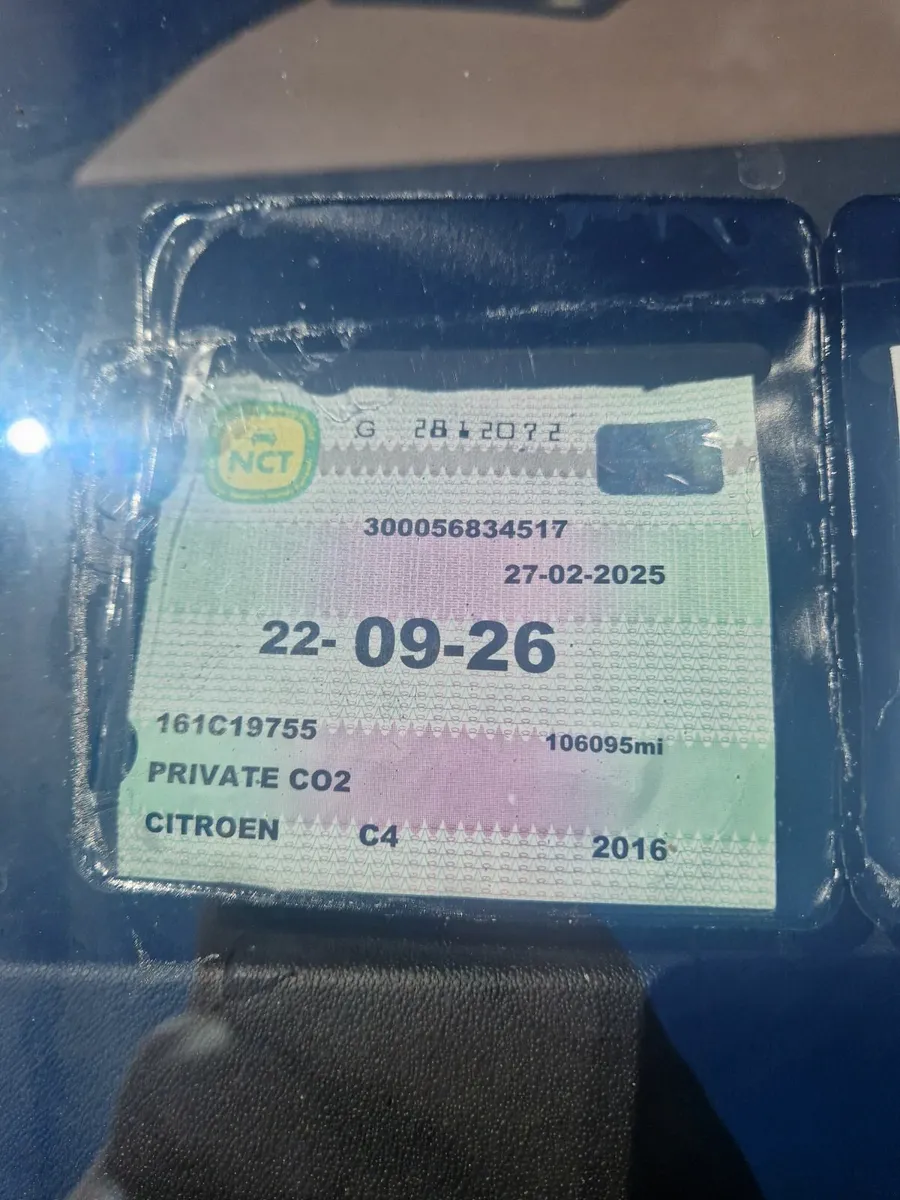 NCT
G 2812072
300056834517
27-02-2025
22- 09-26
161C19755
106095mi
PRIVATE CO2
CITROEN C4 2016